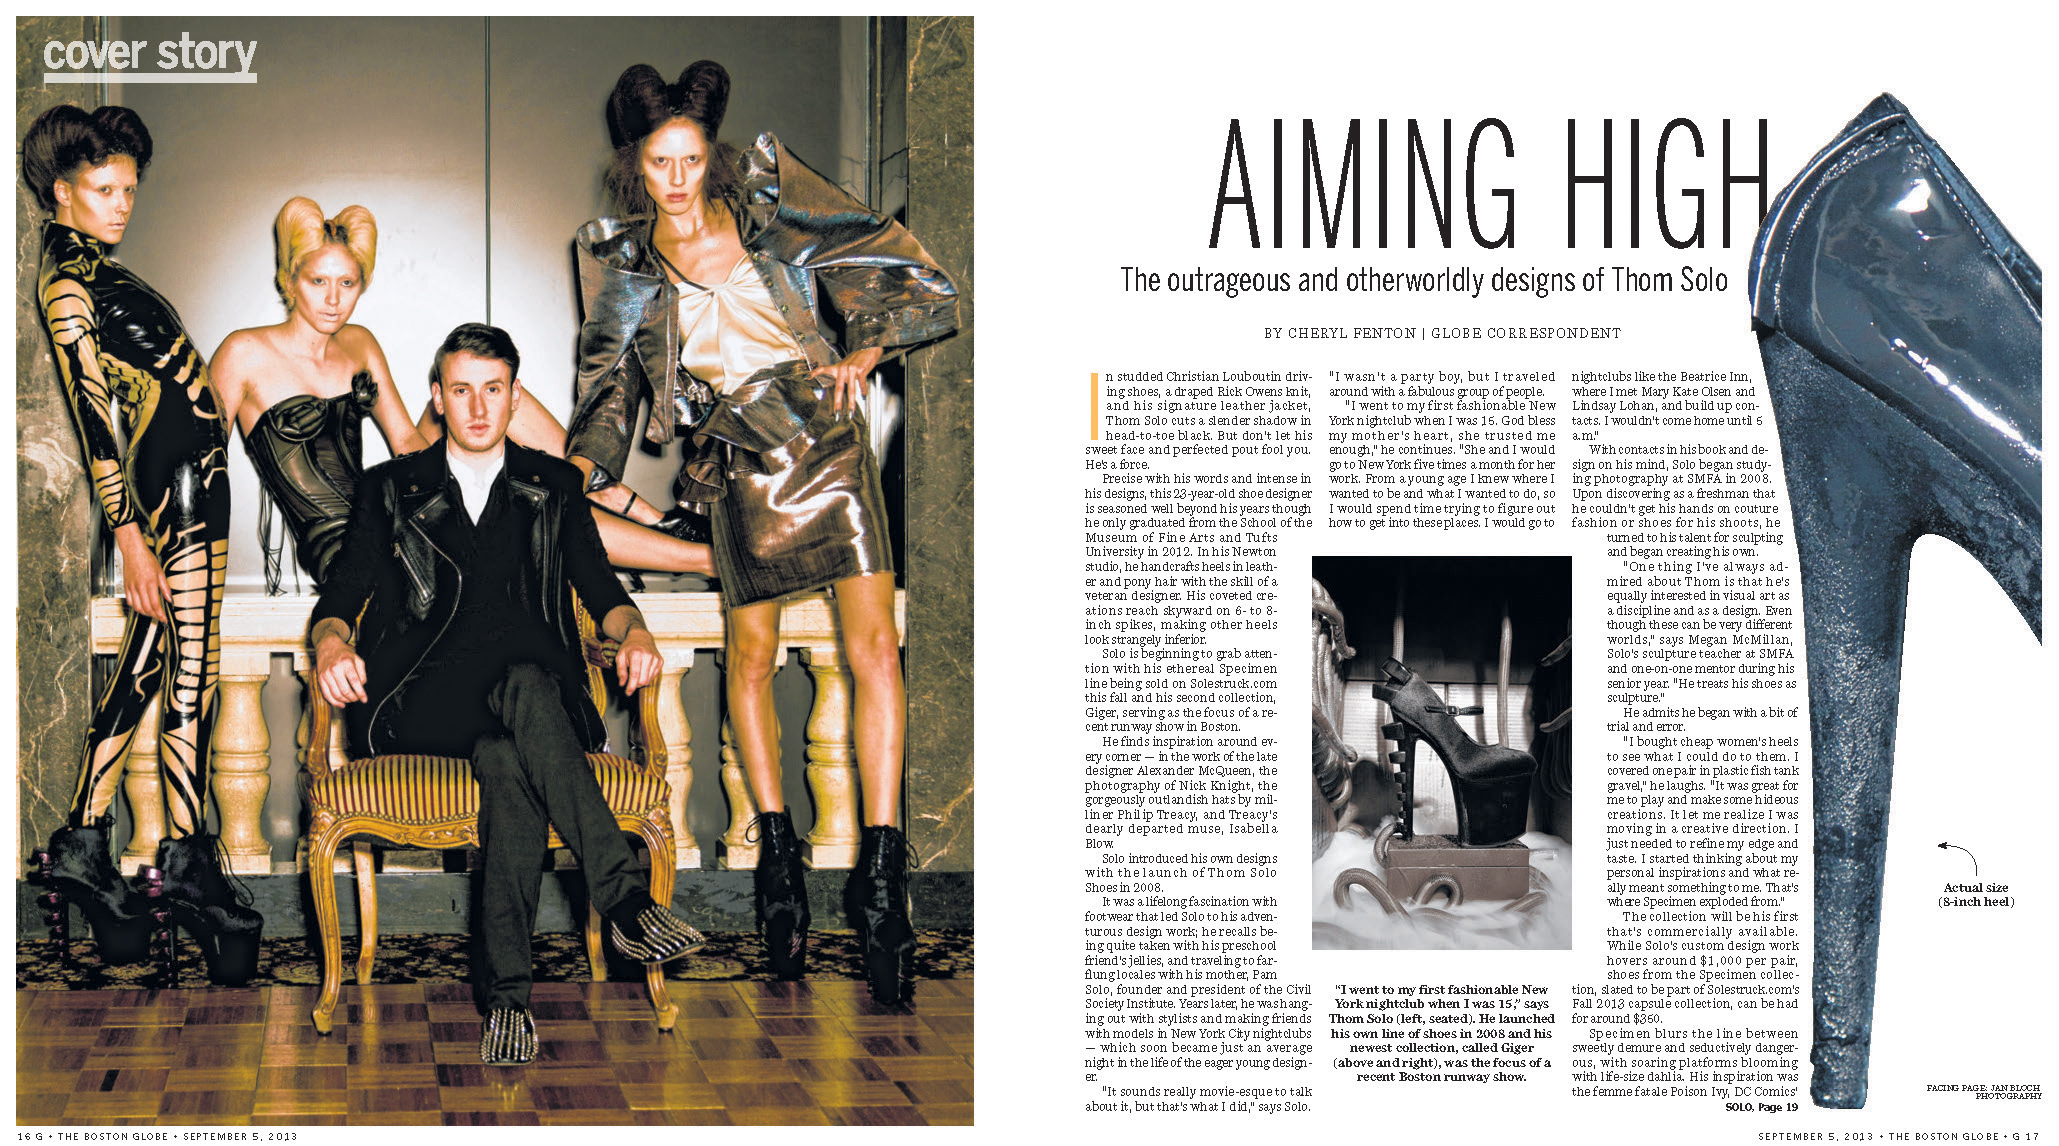 cover story
AIMING HIGH
The outrageous and otherworldly designs of Thom Solo
BY CHERYL FENTON | GLOBE CORRESPONDENT
In studded Christian Louboutin driv-
ing shoes, a draped Rick Owens knit,
and his signature leather jacket,
Thom Solo cuts a slender shadow in
head-to-toe black. But don't let his
sweet face and perfected pout fool you.
He's a force.
Precise with his words and intense in
his designs, this 23-year-old shoe designer
is seasoned well beyond his years though
he only graduated from the School of the
Museum of Fine Arts and Tufts
University in 2012. In his Newton
studio, he handcrafts heels in leath-
er and pony hair with the skill of a
veteran designer. His coveted cre-
ations reach skyward on 6- to 8-
inch spikes, making other heels
look strangely inferior.
Solo is beginning to grab atten-
tion with his ethereal Specimen
line being sold on Solestruck.com
this fall and his second collection,
Giger, serving as the focus of a re-
cent runway show in Boston.
He finds inspiration around ev-
ery corner — in the work of the late
designer Alexander McQueen, the
photography of Nick Knight, the
gorgeously outlandish hats by mil-
liner Philip Treacy, and Treacy's
dearly departed muse, Isabella
Blow.
Solo introduced his own designs
with the launch of Thom Solo
Shoes in 2008.
It was a lifelong fascination with
footwear that led Solo to his adven-
turous design work; he recalls be-
ing quite taken with his preschool
friend's jellies, and traveling to far-
flung locales with his mother, Pam
Solo, founder and president of the Civil
Society Institute. Years later, he was hang-
ing out with stylists and making friends
with models in New York City nightclubs
— which soon became just an average
night in the life of the eager young design-
er.
"It sounds really movie-esque to talk
about it, but that's what I did," says Solo.
"I wasn't a party boy, but I traveled
around with a fabulous group of people.
"I went to my first fashionable New
York nightclub when I was 15. God bless
my mother's heart, she trusted me
enough," he continues. "She and I would
go to New York five times a month for her
work. From a young age I knew where I
wanted to be and what I wanted to do, so
I would spend time trying to figure out
how to get into these places. I would go to
nightclubs like the Beatrice Inn,
where I met Mary Kate Olsen and
Lindsay Lohan, and build up con-
tacts. I wouldn't come home until 5
a.m."
With contacts in his book and de-
sign on his mind, Solo began study-
ing photography at SMFA in 2008.
Upon discovering as a freshman that
he couldn't get his hands on couture
fashion or shoes for his shoots, he
turned to his talent for sculpting
and began creating his own.
"One thing I've always ad-
mired about Thom is that he's
equally interested in visual art as
a discipline and as a design. Even
though these can be very different
worlds," says Megan McMillan,
Solo's sculpture teacher at SMFA
and one-on-one mentor during his
senior year. "He treats his shoes as
sculpture."
He admits he began with a bit of
trial and error.
"I bought cheap women's heels
to see what I could do to them. I
covered one pair in plastic fish tank
gravel," he laughs. "It was great for
me to play and make some hideous
creations. It let me realize I was
moving in a creative direction. I
just needed to refine my edge and
taste. I started thinking about my
personal inspirations and what re-
ally meant something to me. That's
where Specimen exploded from."
The collection will be his first
that's commercially available.
While Solo's custom design work
hovers around $1,000 per pair,
shoes from the Specimen collec-
tion, slated to be part of Solestruck.com's
Fall 2013 capsule collection, can be had
for around $350.
Specimen blurs the line between
sweetly demure and seductively danger-
ous, with soaring platforms blooming
with life-size dahlia. His inspiration was
the femme fatale Poison Ivy, DC Comics'
SOLO, Page 19
"I went to my first fashionable New
York nightclub when I was 15," says
Thom Solo (left, seated). He launched
his own line of shoes in 2008 and his
newest collection, called Giger
(above and right), was the focus of a
recent Boston runway show.
Actual size
(8-inch heel)
FACING PAGE: JAN BLOCH
PHOTOGRAPHY
16 G • THE BOSTON GLOBE • SEPTEMBER 5, 2013
SEPTEMBER 5, 2013 • THE BOSTON GLOBE • G 17